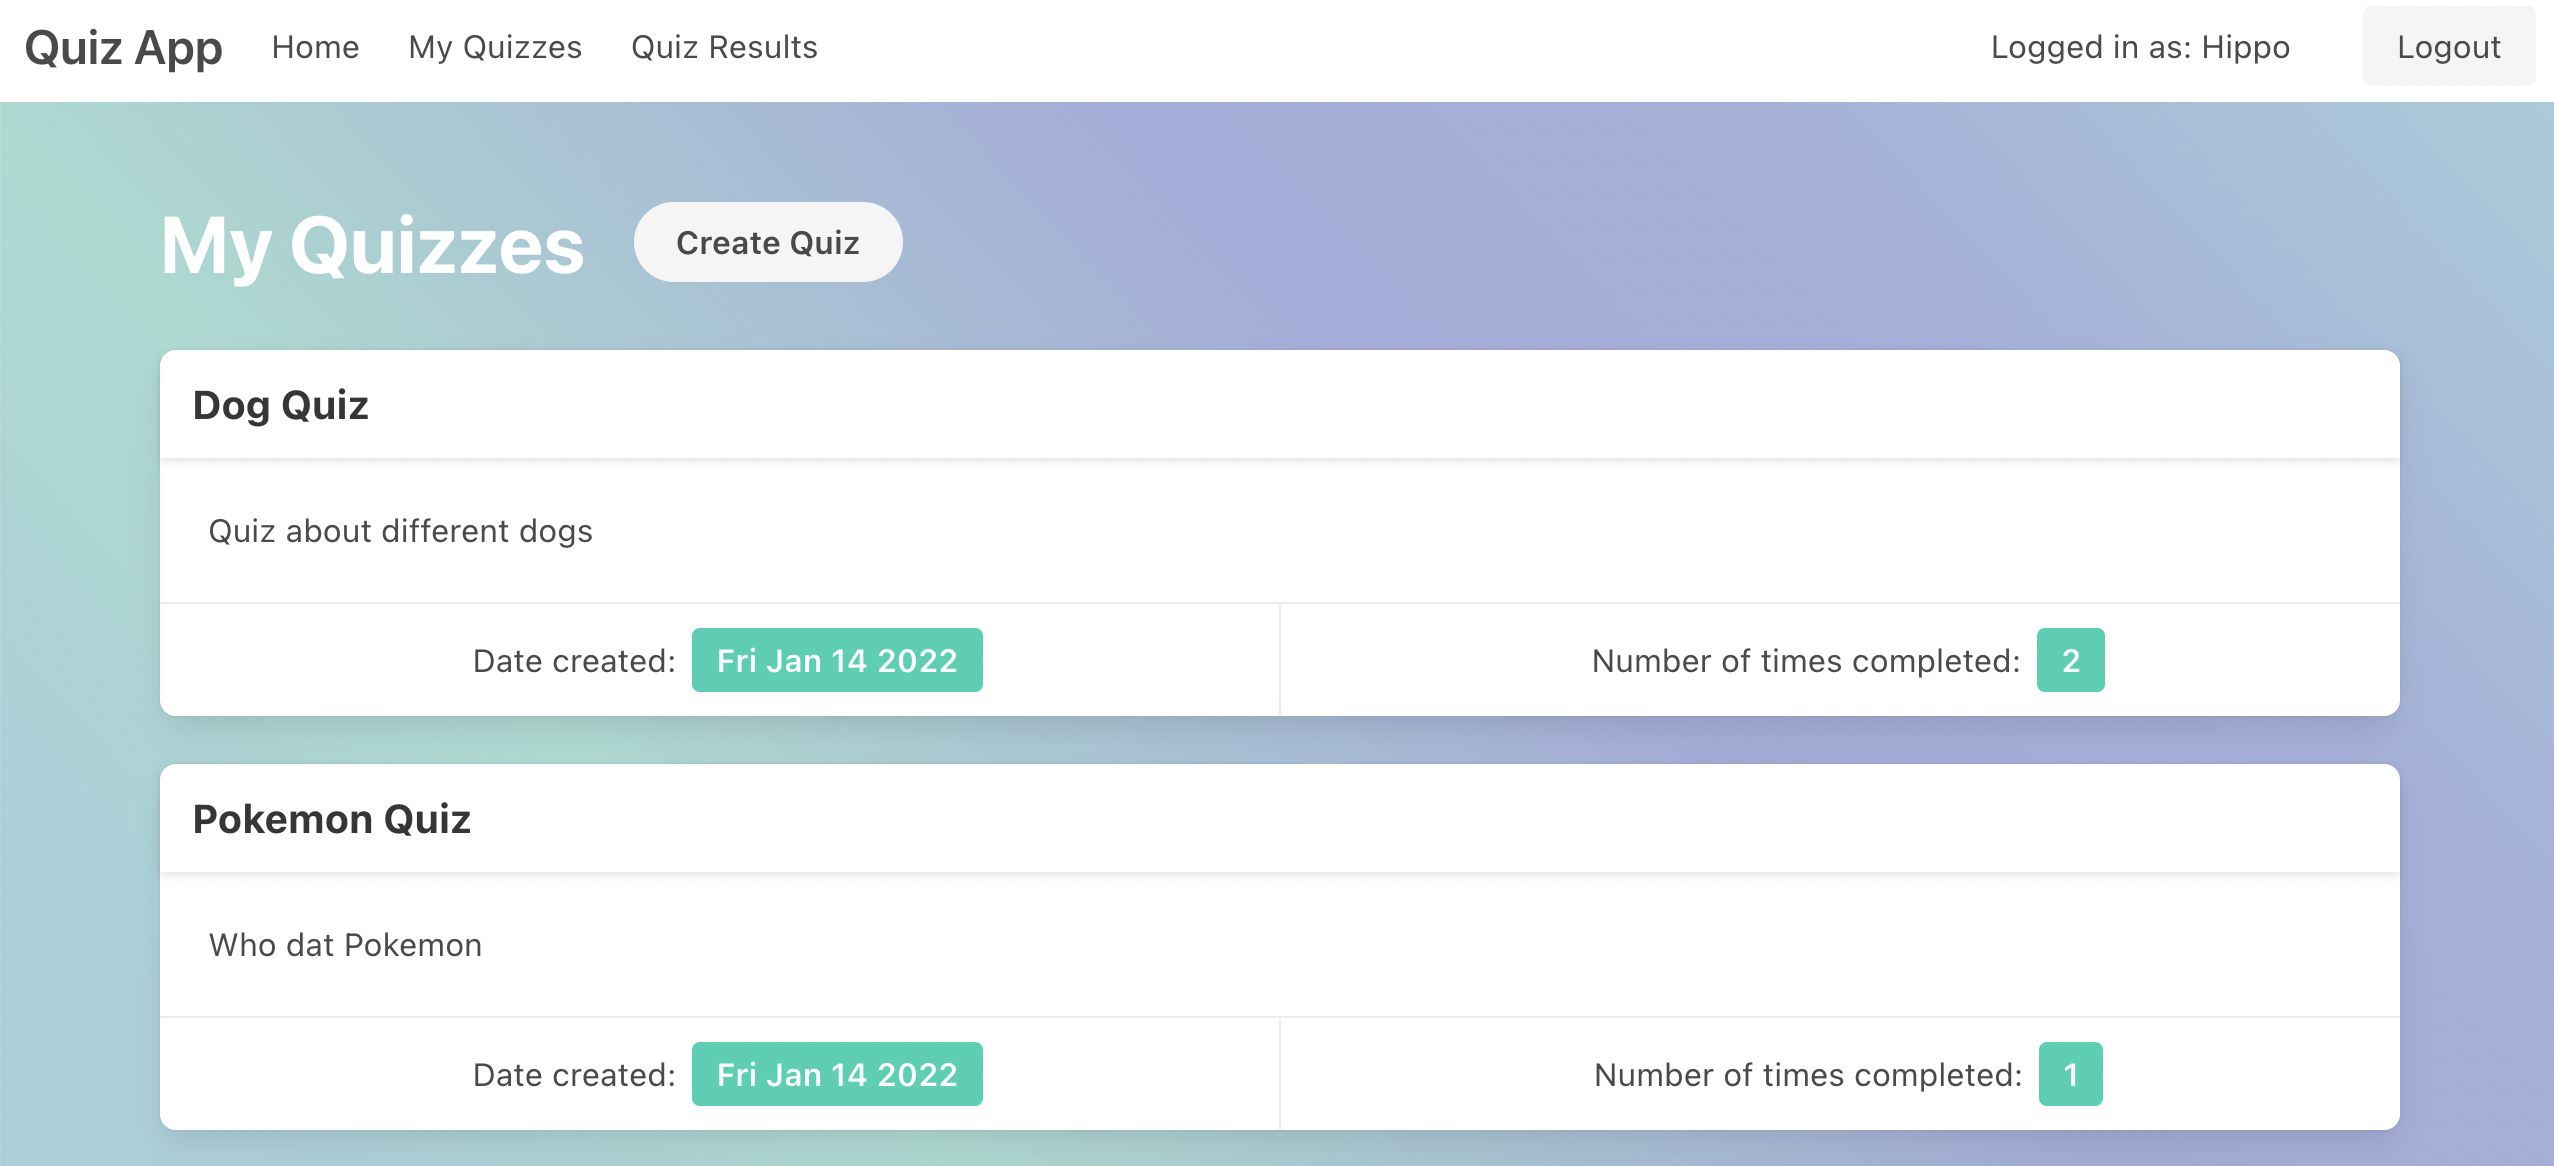 Quiz App Home My Quizzes Quiz Results Logged in as: Hippo Logout
My Quizzes Create Quiz
Dog Quiz
Quiz about different dogs
Date created: Fri Jan 14 2022 Number of times completed: 2
Pokemon Quiz
Who dat Pokemon
Date created: Fri Jan 14 2022 Number of times completed: 1